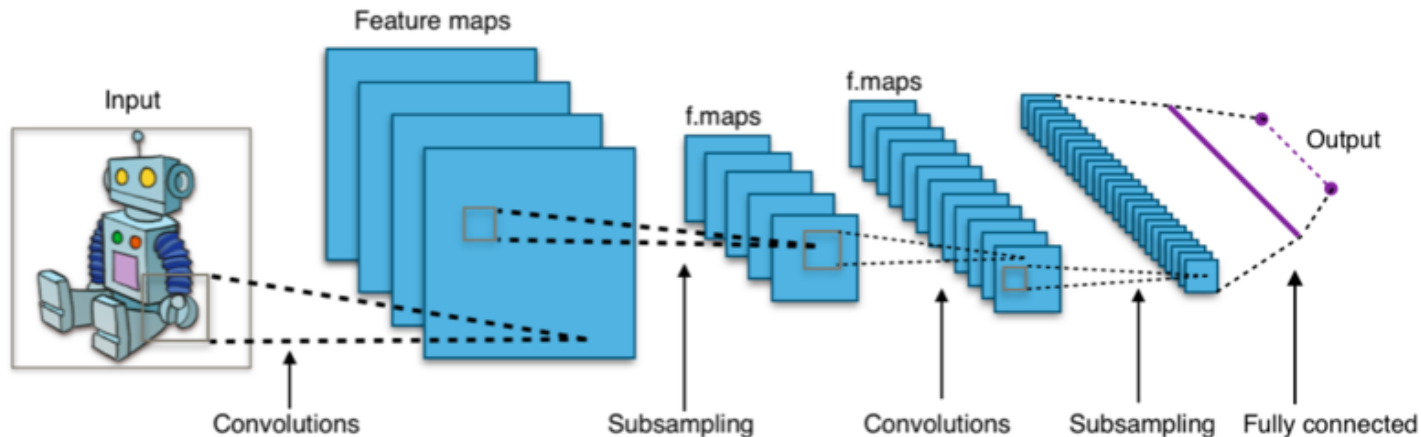 Feature maps
Input
f.maps
f.maps
Output
Convolutions
Subsampling
Convolutions
Subsampling
Fully connected